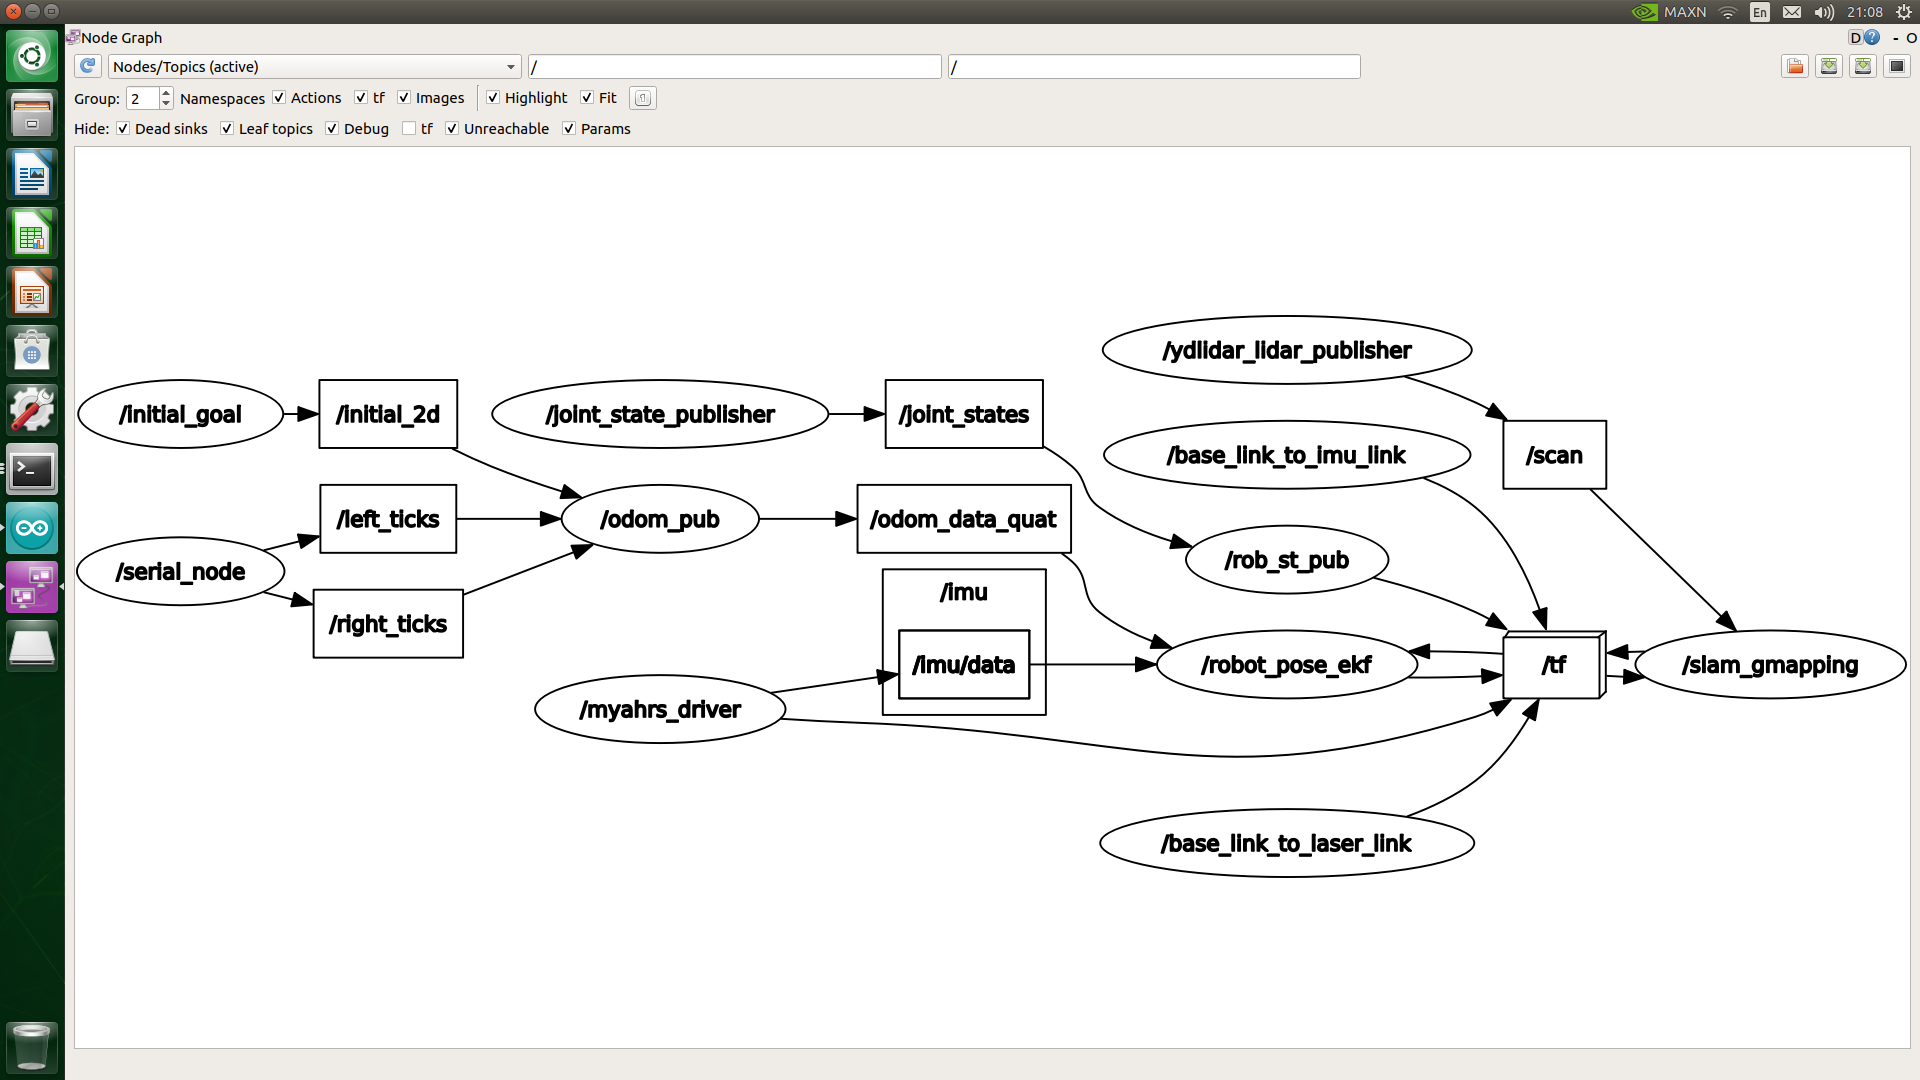 MAXN En 21:08
Node Graph D - O
Nodes/Topics (active) / /
Group: 2 Namespaces Actions tf Images Highlight Fit
Hide: Dead sinks Leaf topics Debug tf Unreachable Params
/ydlidar_lidar_publisher
/initial_goal /initial_2d /joint_state_publisher /joint_states
/base_link_to_imu_link /scan
/left_ticks /odom_pub /odom_data_quat
/rob_st_pub
/serial_node
/imu
/right_ticks
/imu/data /robot_pose_ekf /tf /slam_gmapping
/myahrs_driver
/base_link_to_laser_link